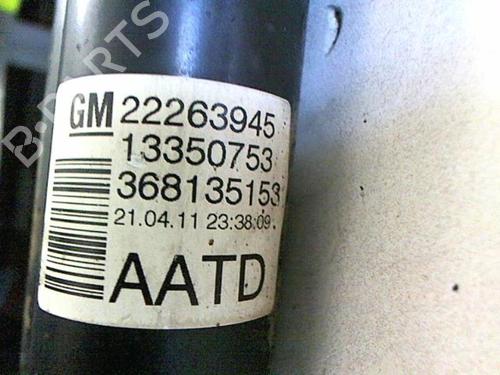 B-PARTS
GM 22263945
13350753
368135153
21.04.11 23:38:09
AATD